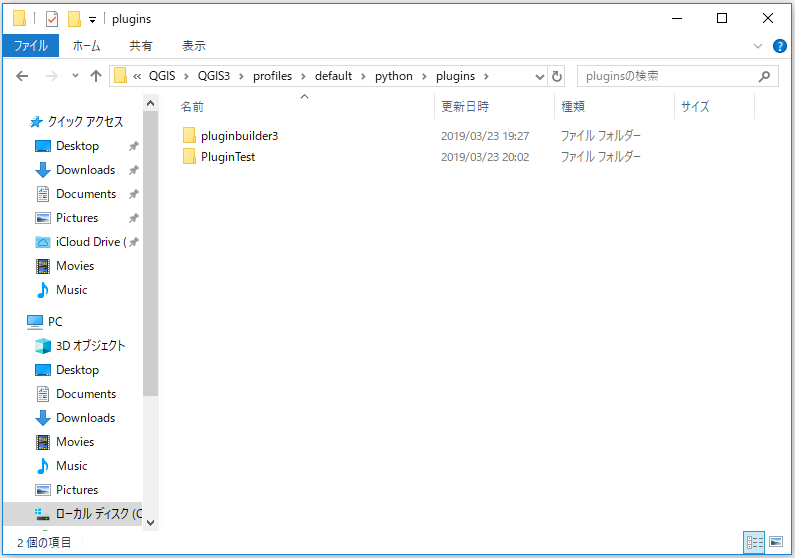 plugins
ファイル ホーム 共有 表示
« QGIS › QGIS3 › profiles › default › python › plugins ›
pluginsの検索
名前 更新日時 種類 サイズ
pluginbuilder3 2019/03/23 19:27 ファイル フォルダー
PluginTest 2019/03/23 20:02 ファイル フォルダー
クイック アクセス
Desktop
Downloads
Documents
Pictures
iCloud Drive (
Movies
Music
PC
3D オブジェクト
Desktop
Documents
Downloads
Movies
Music
Pictures
ローカル ディスク (C
2 個の項目